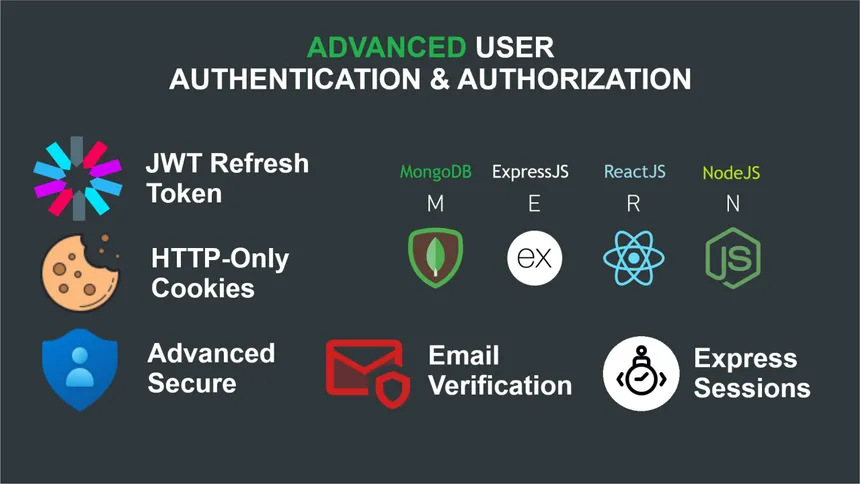 ADVANCED USER
AUTHENTICATION & AUTHORIZATION
JWT Refresh
Token
MongoDB ExpressJS ReactJS NodeJS
M E R N
ex
JS
HTTP-Only
Cookies
Advanced
Secure
Email
Verification
Express
Sessions